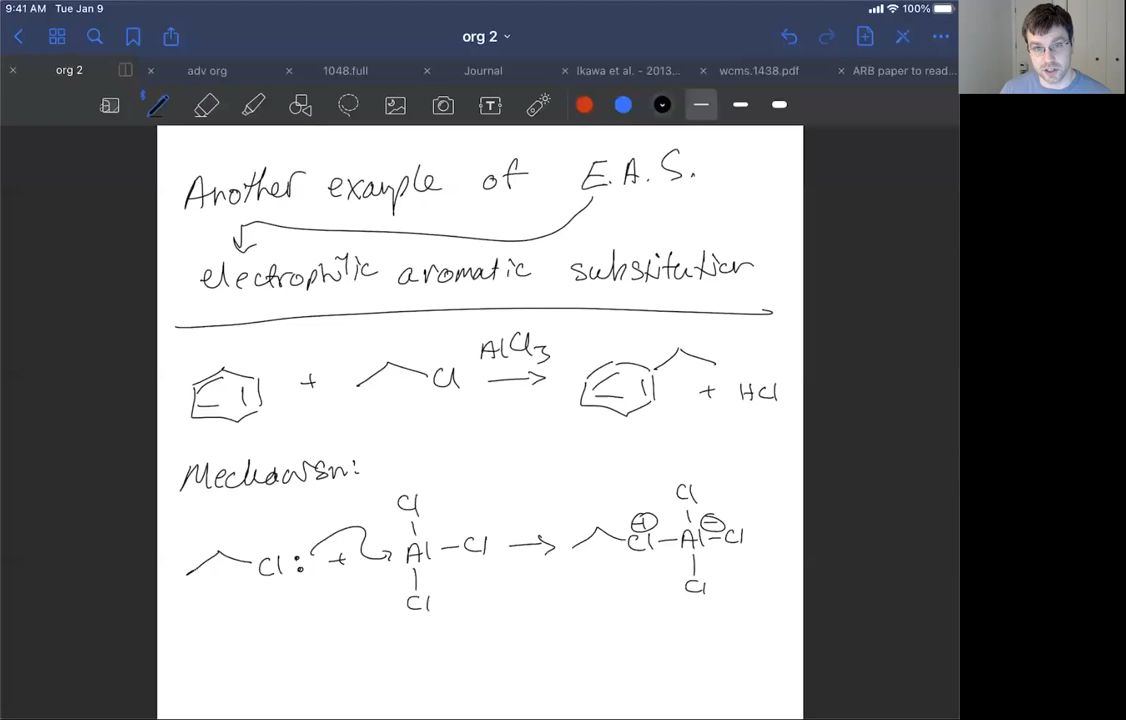 9:41 AM Tue Jan 9
100%
org 2
org 2
adv org
1048.full
Journal
Ikawa et al. - 2013...
wcms.1438.pdf
ARB paper to read...
T
Another example of E.A.S.
electrophilic aromatic substitution
+ Cl AlCl3 + HCl
Mechanism:
Cl Cl
Cl: + Al-Cl Cl-Al-Cl
Cl Cl